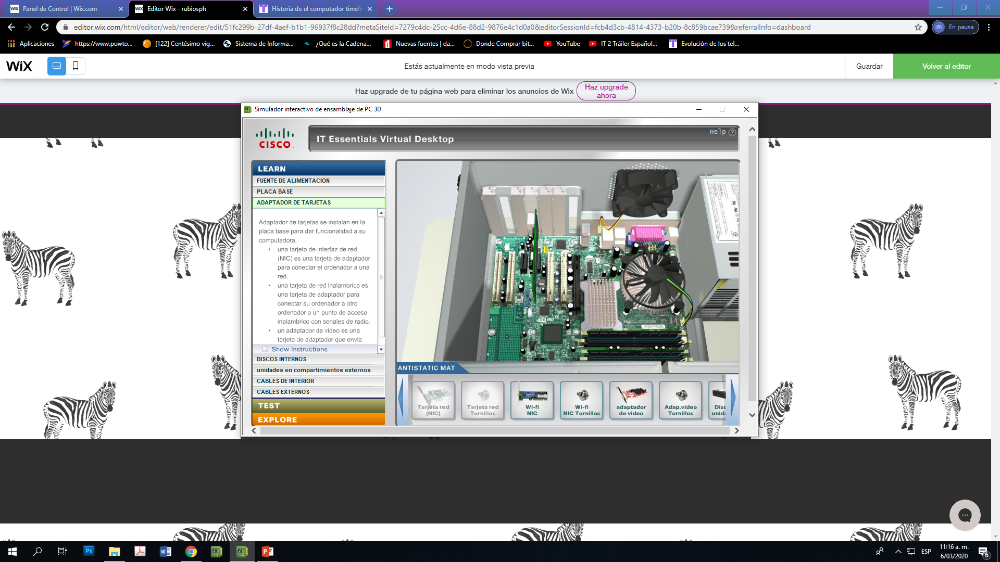 WiX Panel de Control | Wix.com
WiX Editor Wix - rubiosph
Historia de el computador timeli
editor.wix.com/html/editor/web/renderer/edit/51fc299b-27df-4aef-b1b1-96937f8c28dd?metaSiteId=7279c4dc-25cc-4d6e-88d2-9876e4c1d0a0&editorSessionId=fcb4d3cb-4814-4373-b20b-8c859bcae739&referralInfo=dashboard
m En pausa
Aplicaciones
https://www.powto...
[122] Centésimo vig...
Sistema de Informa...
¿Qué es la Cadena...
Nuevas fuentes | da...
Donde Comprar bit...
YouTube
IT 2 Tráiler Español...
Evolución de los tel...
WiX
Estás actualmente en modo vista previa
Guardar
Volver al editor
Haz upgrade de tu página web para eliminar los anuncios de Wix
Haz upgrade
ahora
Simulador interactivo de ensamblaje de PC 3D
CISCO
IT Essentials Virtual Desktop
Help ?
LEARN
FUENTE DE ALIMENTACION
PLACA BASE
ADAPTADOR DE TARJETAS
Adaptador de tarjetas se instalan en la
placa base para dar funcionalidad a su
computadora.
• una tarjeta de interfaz de red
(NIC) es una tarjeta de adaptador
para conectar el ordenador a una
red.
• una tarjeta de red inalambrica es
una tarjeta de adaptador para
conectar su ordenador a otro
ordenador o un punto de acceso
inalambrico con senales de radio.
• un adaptador de video es una
tarjeta de adaptador que envia
Show Instructions
DISCOS INTERNOS
unidades en compartimientos externos
CABLES DE INTERIOR
CABLES EXTERNOS
TEST
EXPLORE
ANTISTATIC MAT
Tarjeta red
(NIC)
Tarjeta red
Tornillos
Wi-fi
NIC
Wi-fi
NIC Tornillos
adaptador
de video
Adap.video
Tornillos
Disc
unida
Ps
ESP
11:16 a. m.
6/03/2020
6